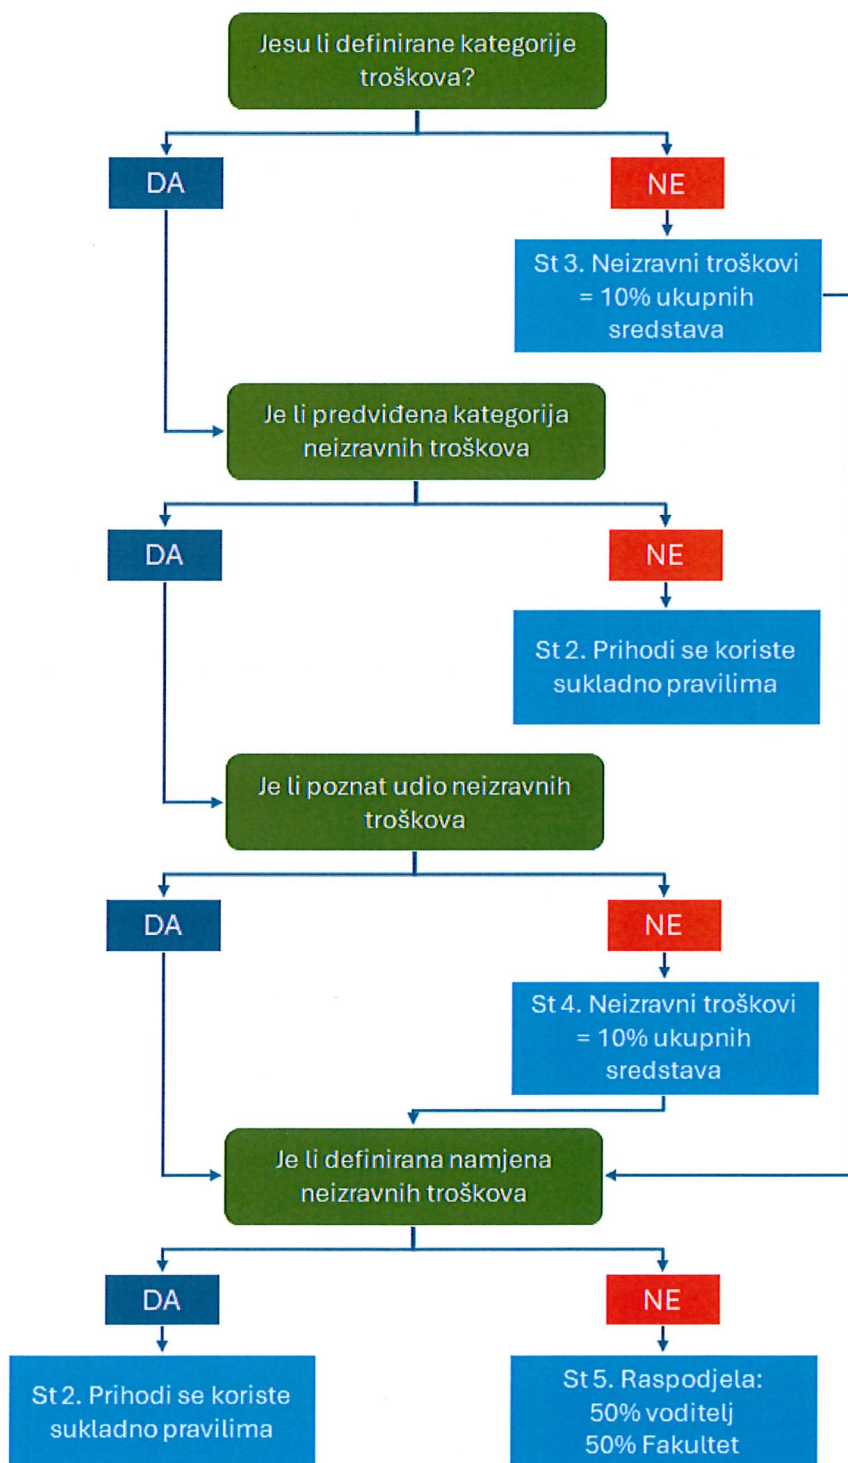 Jesu li definirane kategorije
troškova?
DA
NE
St 3. Neizravni troškovi
= 10% ukupnih
sredstava
Je li predviđena kategorija
neizravnih troškova
DA
NE
St 2. Prihodi se koriste
sukladno pravilima
Je li poznat udio neizravnih
troškova
DA
NE
St 4. Neizravni troškovi
= 10% ukupnih
sredstava
Je li definirana namjena
neizravnih troškova
DA
NE
St 2. Prihodi se koriste
sukladno pravilima
St 5. Raspodjela:
50% voditelj
50% Fakultet